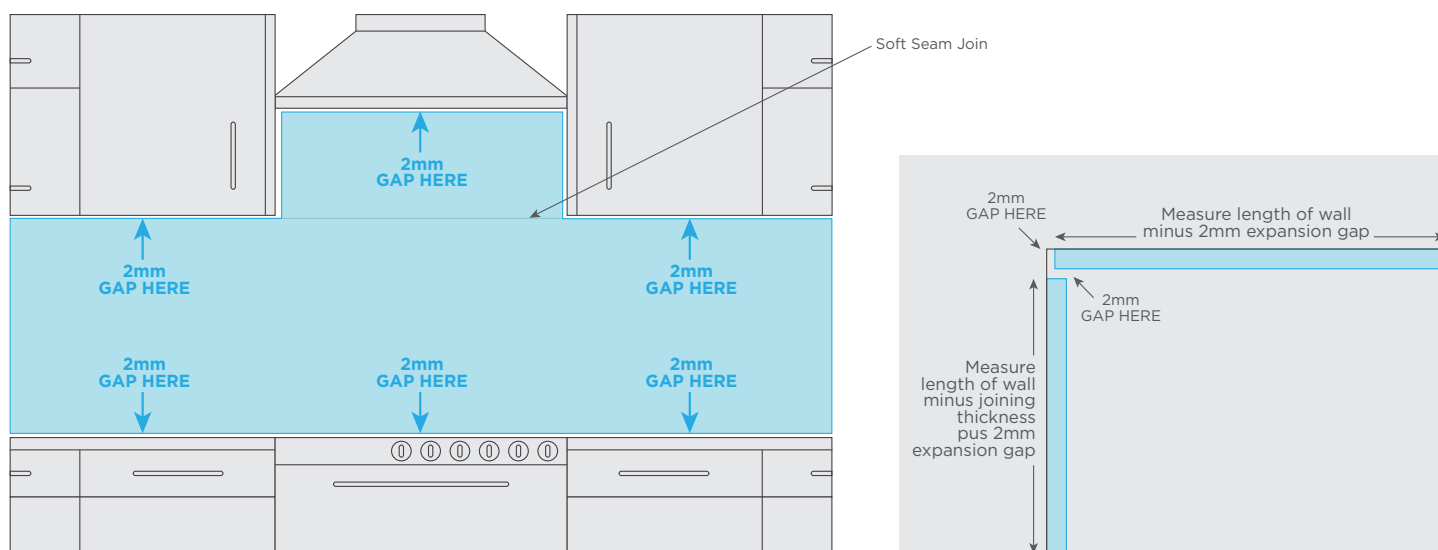 Soft Seam Join
2mm
GAP HERE
2mm
GAP HERE
2mm
GAP HERE
2mm
GAP HERE
2mm
GAP HERE
2mm
GAP HERE
2mm
GAP HERE
Measure length of wall
minus 2mm expansion gap
2mm
GAP HERE
Measure
length of wall
minus joining
thickness
pus 2mm
expansion gap